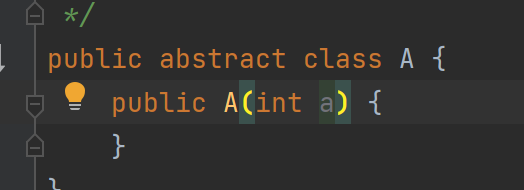 */
public abstract class A {
public A(int a) {
}
}